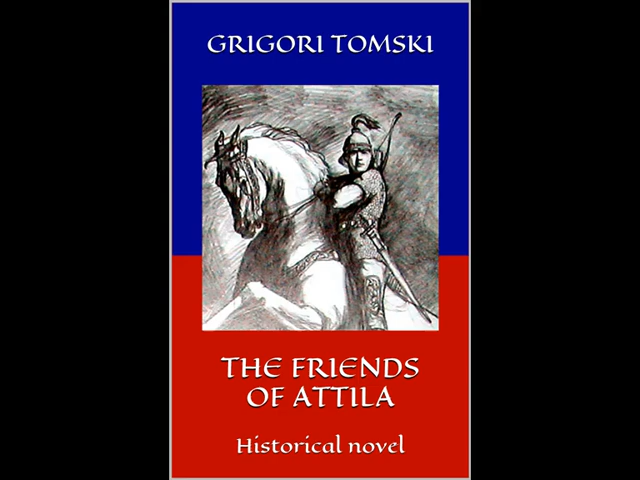 GRIGORI TOMSKI
THE FRIENDS
OF ATTILA
Historical novel